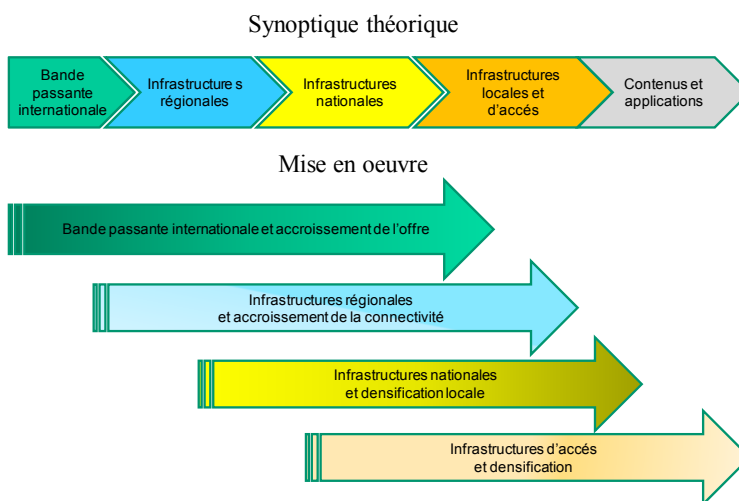 Synoptique théorique
Bande
passante
internationale
Infrastructure s
régionales
Infrastructures
nationales
Infrastructures
locales et
d'accés
Contenus et
applications
Mise en oeuvre
Bande passante internationale et accroissement de l'offre
Infrastructures régionales
et accroissement de la connectivité
Infrastructures nationales
et densification locale
Infrastructures d'accés
et densification